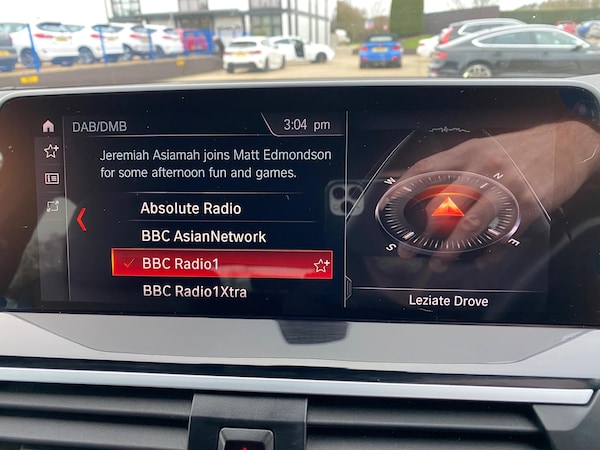 DAB/DMB
3:04 pm
Jeremiah Asiamah joins Matt Edmondson
for some afternoon fun and games.
Absolute Radio
BBC AsianNetwork
BBC Radio1
BBC Radio1Xtra
W
N
S
E
Leziate Drove